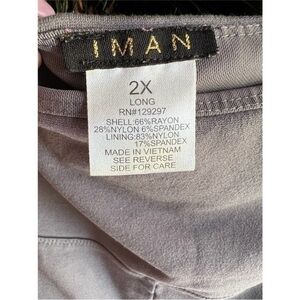 IMAN
2X
LONG
RN#129297
SHELL:66%RAYON
28%NYLON 6%SPANDEX
LINING:83%NYLON
17%SPANDEX
MADE IN VIETNAM
SEE REVERSE
SIDE FOR CARE